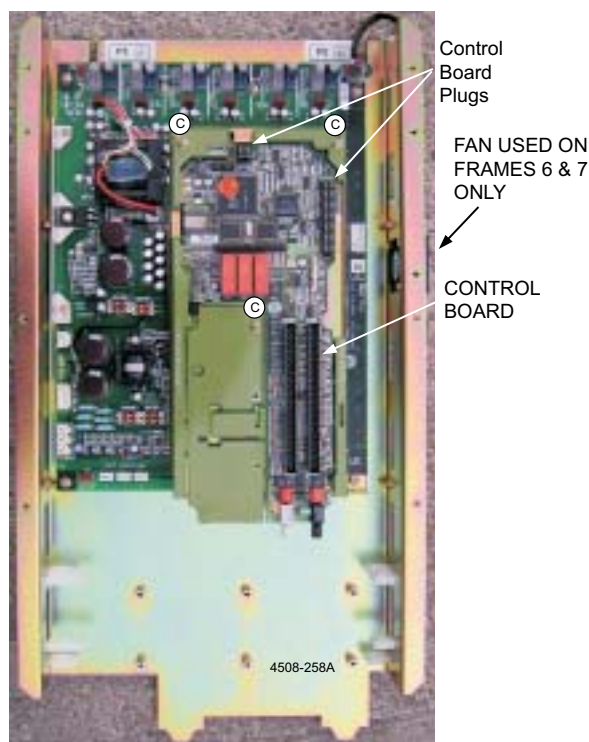 Control
Board
Plugs
FAN USED ON
FRAMES 6 & 7
ONLY
CONTROL
BOARD
C
C
C
4508-258A